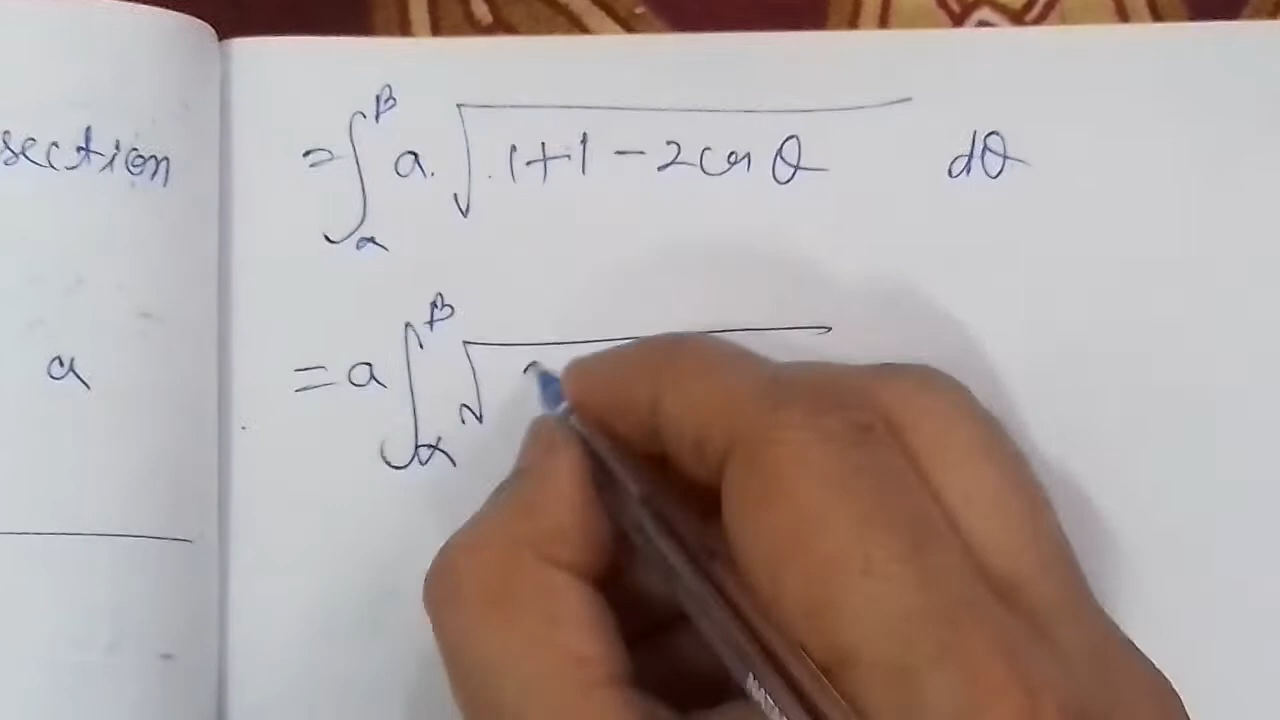 section
a
= ∫_α^β a. √(1+1 - 2cos θ) dθ
= a ∫_α^β √